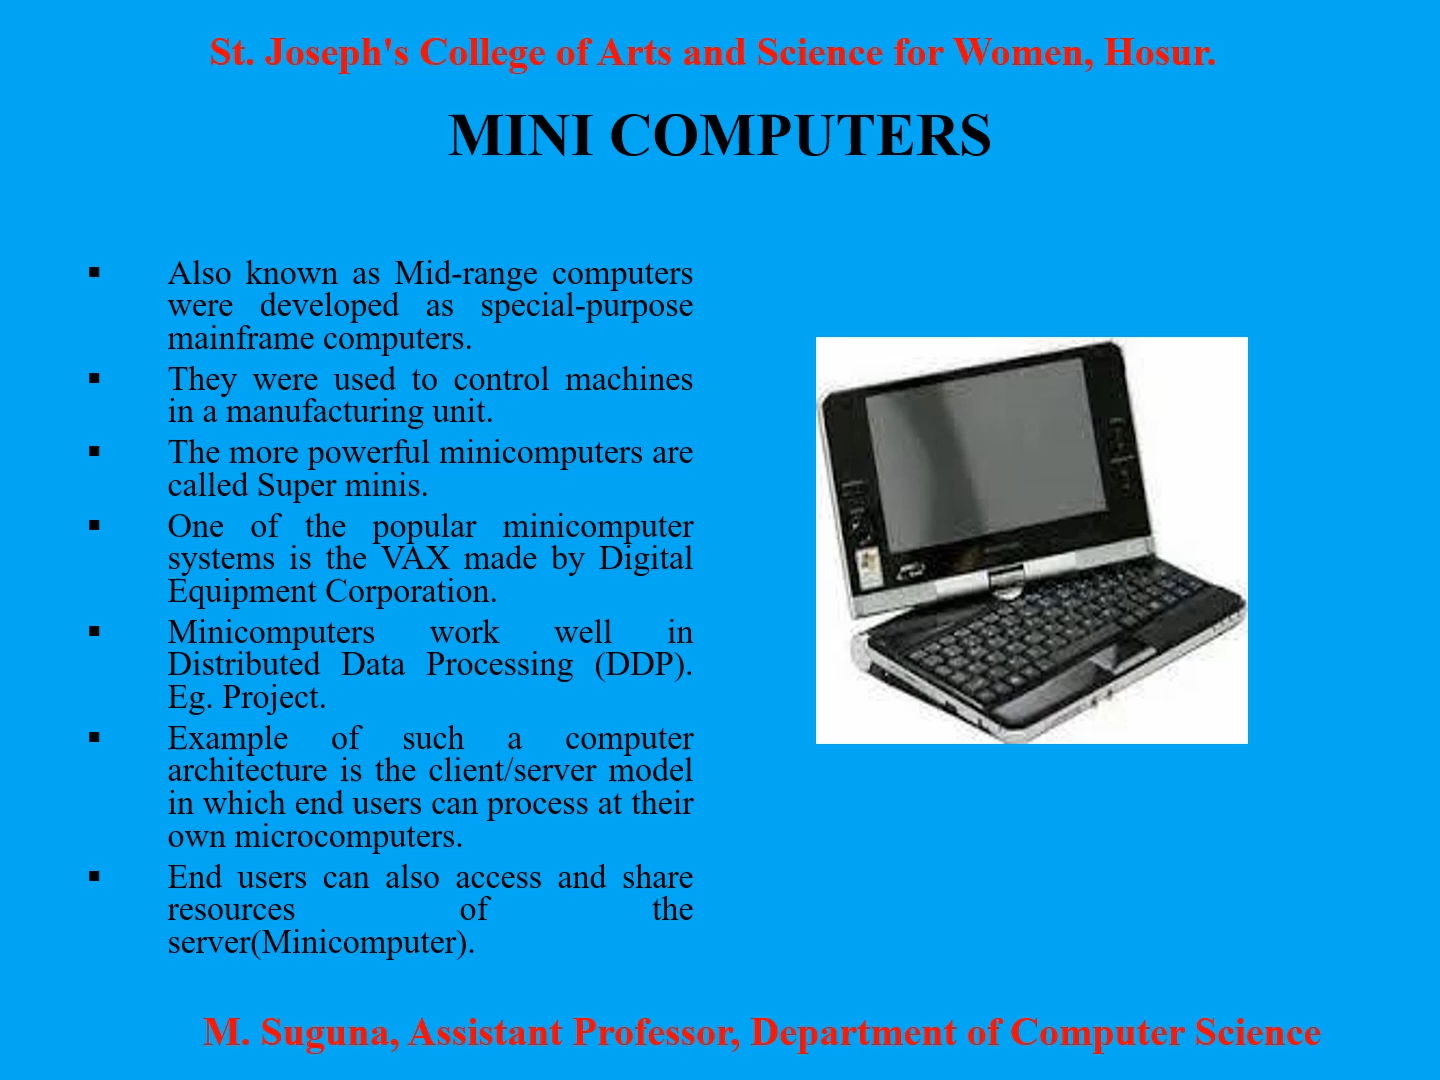 St. Joseph's College of Arts and Science for Women, Hosur.
MINI COMPUTERS
▪ Also known as Mid-range computers
were developed as special-purpose
mainframe computers.
▪ They were used to control machines
in a manufacturing unit.
▪ The more powerful minicomputers are
called Super minis.
▪ One of the popular minicomputer
systems is the VAX made by Digital
Equipment Corporation.
▪ Minicomputers work well in
Distributed Data Processing (DDP).
Eg. Project.
▪ Example of such a computer
architecture is the client/server model
in which end users can process at their
own microcomputers.
▪ End users can also access and share
resources of the
server(Minicomputer).
M. Suguna, Assistant Professor, Department of Computer Science